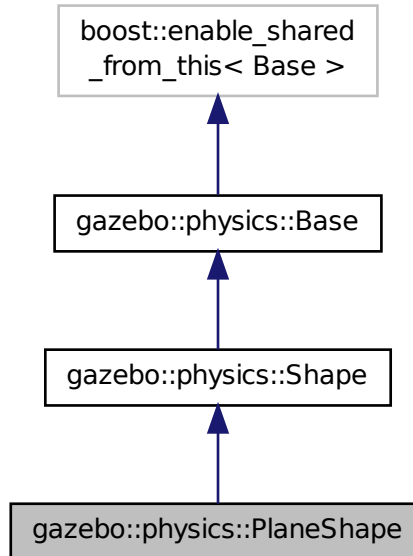 boost::enable_shared
_from_this< Base >
gazebo::physics::Base
gazebo::physics::Shape
gazebo::physics::PlaneShape